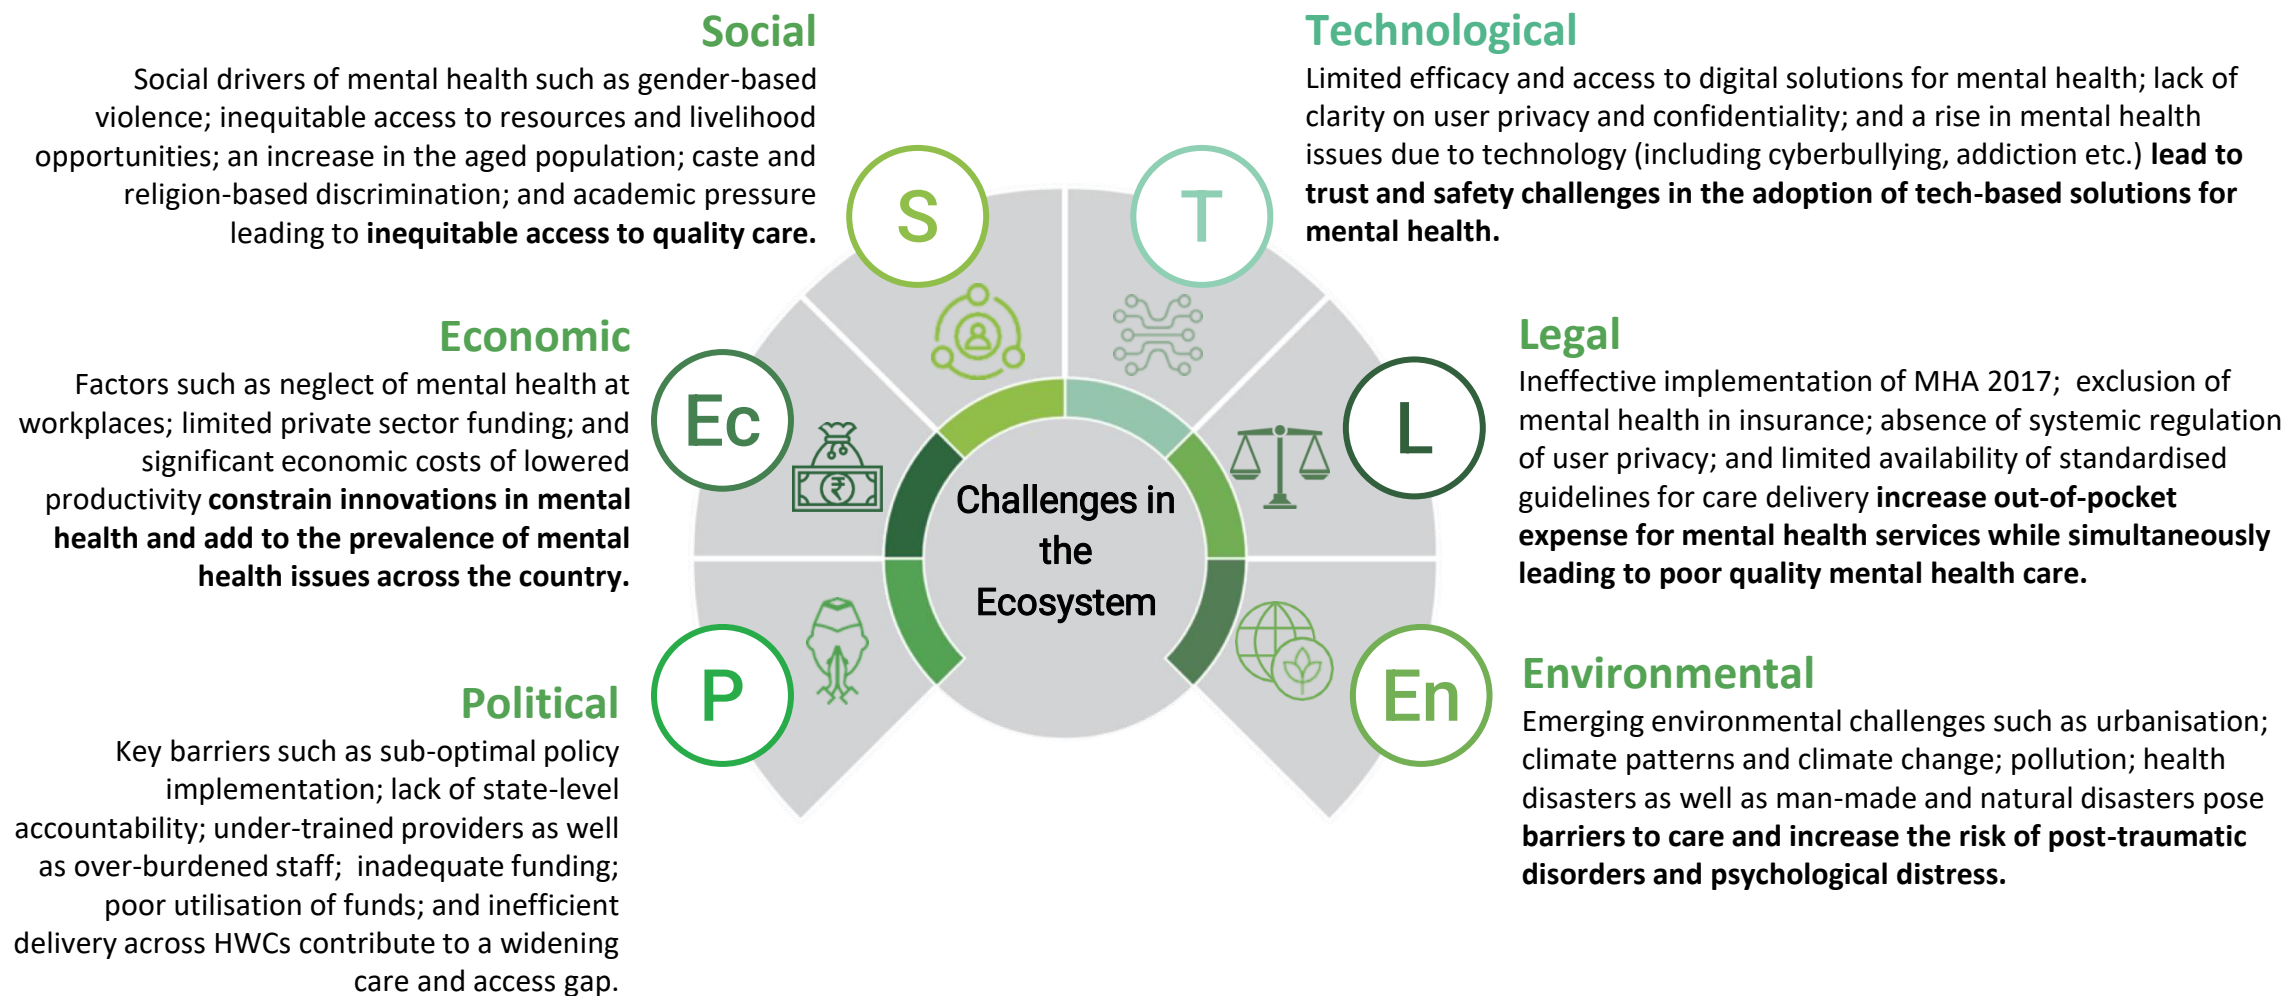 Social
Social drivers of mental health such as gender-based
violence; inequitable access to resources and livelihood
opportunities; an increase in the aged population; caste and
religion-based discrimination; and academic pressure
leading to inequitable access to quality care.
S
Economic
Factors such as neglect of mental health at
workplaces; limited private sector funding; and
significant economic costs of lowered
productivity constrain innovations in mental
health and add to the prevalence of mental
health issues across the country.
Ec
₹
Political
Key barriers such as sub-optimal policy
implementation; lack of state-level
accountability; under-trained providers as well
as over-burdened staff;  inadequate funding;
poor utilisation of funds; and inefficient
delivery across HWCs contribute to a widening
care and access gap.
P
Challenges in
the
Ecosystem
Technological
Limited efficacy and access to digital solutions for mental health; lack of
clarity on user privacy and confidentiality; and a rise in mental health
issues due to technology (including cyberbullying, addiction etc.) lead to
trust and safety challenges in the adoption of tech-based solutions for
mental health.
T
Legal
Ineffective implementation of MHA 2017;  exclusion of
mental health in insurance; absence of systemic regulation
of user privacy; and limited availability of standardised
guidelines for care delivery increase out-of-pocket
expense for mental health services while simultaneously
leading to poor quality mental health care.
L
Environmental
Emerging environmental challenges such as urbanisation;
climate patterns and climate change; pollution; health
disasters as well as man-made and natural disasters pose
barriers to care and increase the risk of post-traumatic
disorders and psychological distress.
En